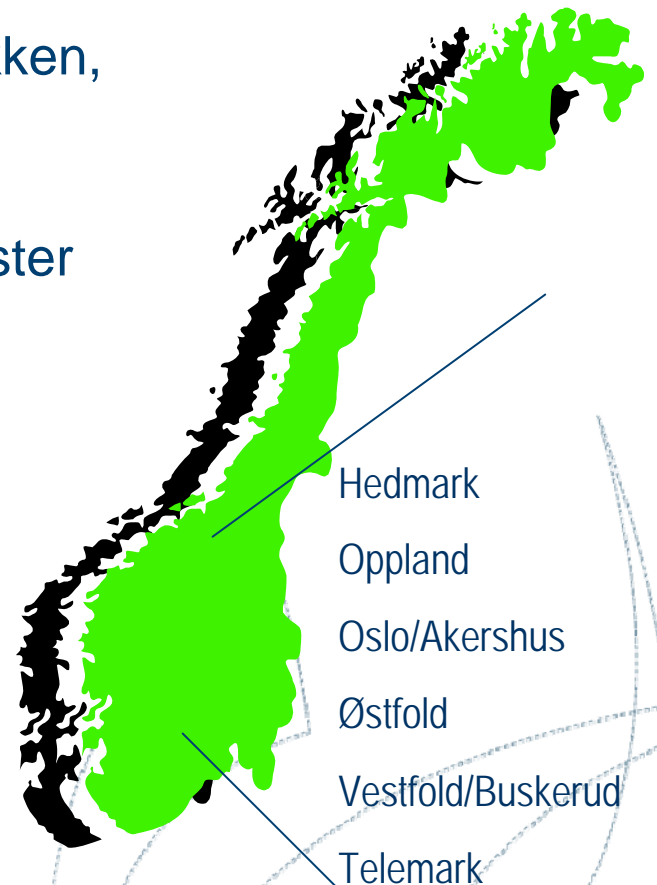 ken,
ster
Hedmark
Oppland
Oslo/Akershus
Østfold
Vestfold/Buskerud
Telemark